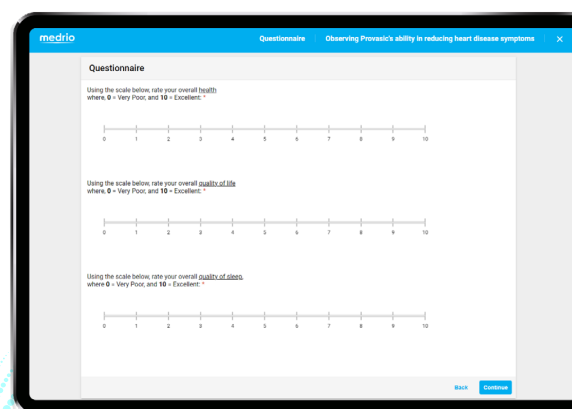 medrio
Questionnaire
Observing Provasic's ability in reducing heart disease symptoms
×
Questionnaire
Using the scale below, rate your overall health
where, 0 = Very Poor, and 10 = Excellent: *
0 1 2 3 4 5 6 7 8 9 10
Using the scale below, rate your overall quality of life
where, 0 = Very Poor, and 10 = Excellent: *
0 1 2 3 4 5 6 7 8 9 10
Using the scale below, rate your overall quality of sleep,
where 0 = Very Poor, and 10 = Excellent: *
0 1 2 3 4 5 6 7 8 9 10
Back
Continue